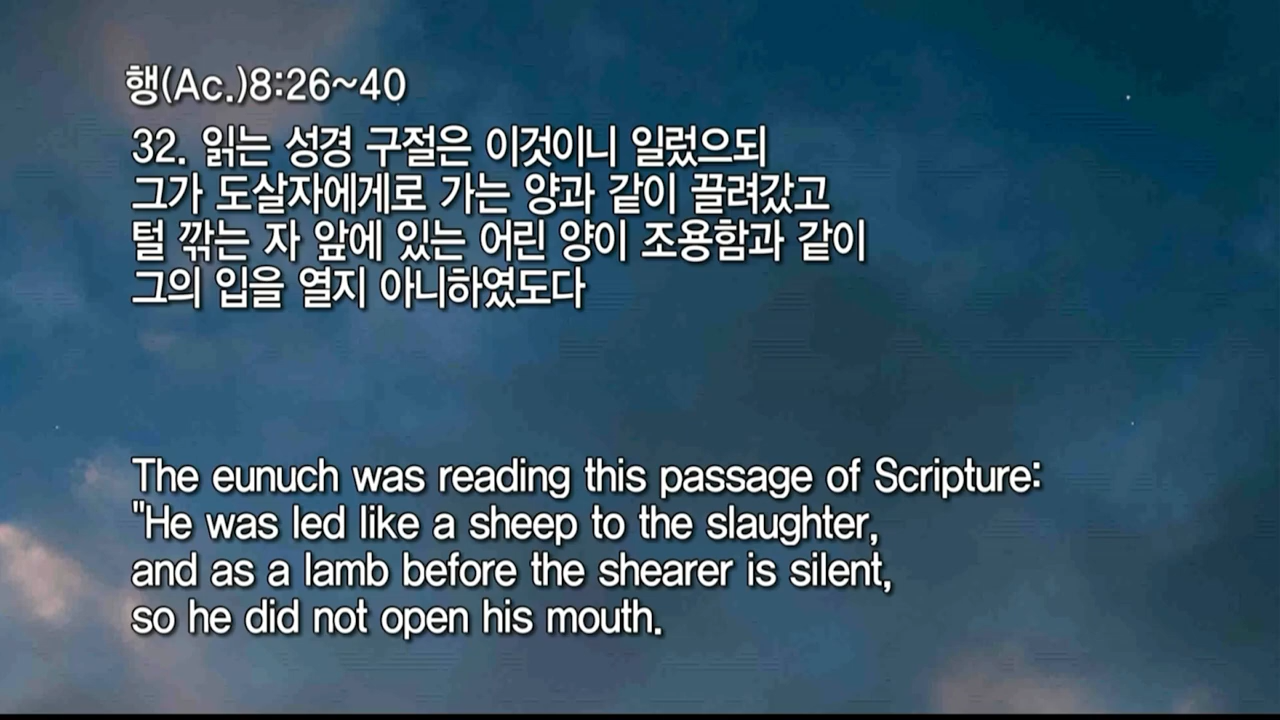 행(Ac.)8:26~40
32. 읽는 성경 구절은 이것이니 일렀으되
그가 도살자에게로 가는 양과 같이 끌려갔고
털 깎는 자 앞에 있는 어린 양이 조용함과 같이
그의 입을 열지 아니하였도다
The eunuch was reading this passage of Scripture:
"He was led like a sheep to the slaughter,
and as a lamb before the shearer is silent,
so he did not open his mouth.